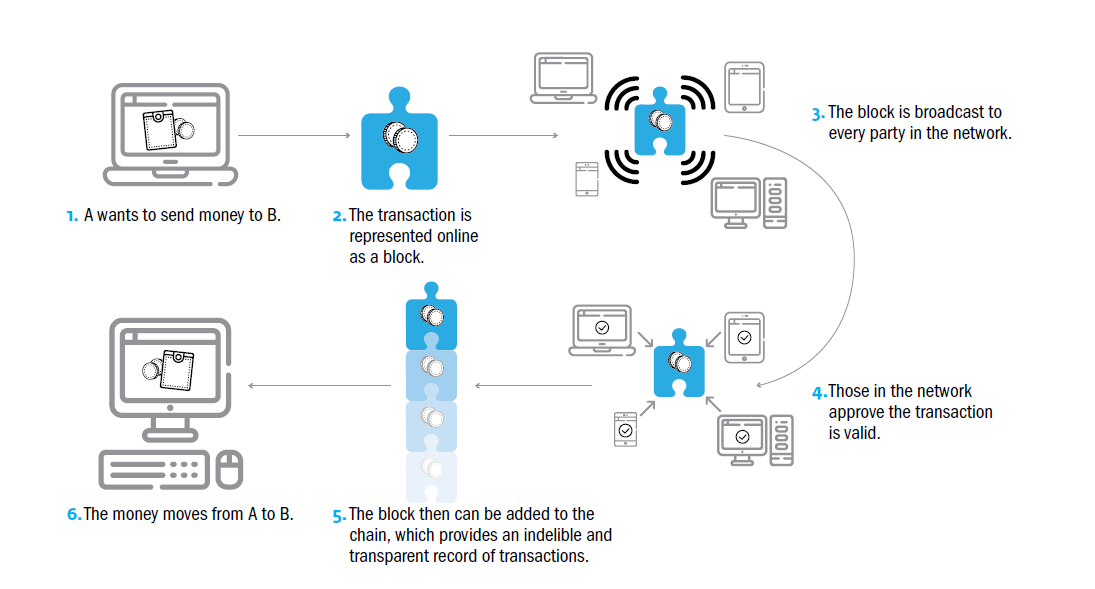 1. A wants to send money to B.
2. The transaction is
represented online
as a block.
3. The block is broadcast to
every party in the network.
4. Those in the network
approve the transaction
is valid.
5. The block then can be added to the
chain, which provides an indelible and
transparent record of transactions.
6. The money moves from A to B.